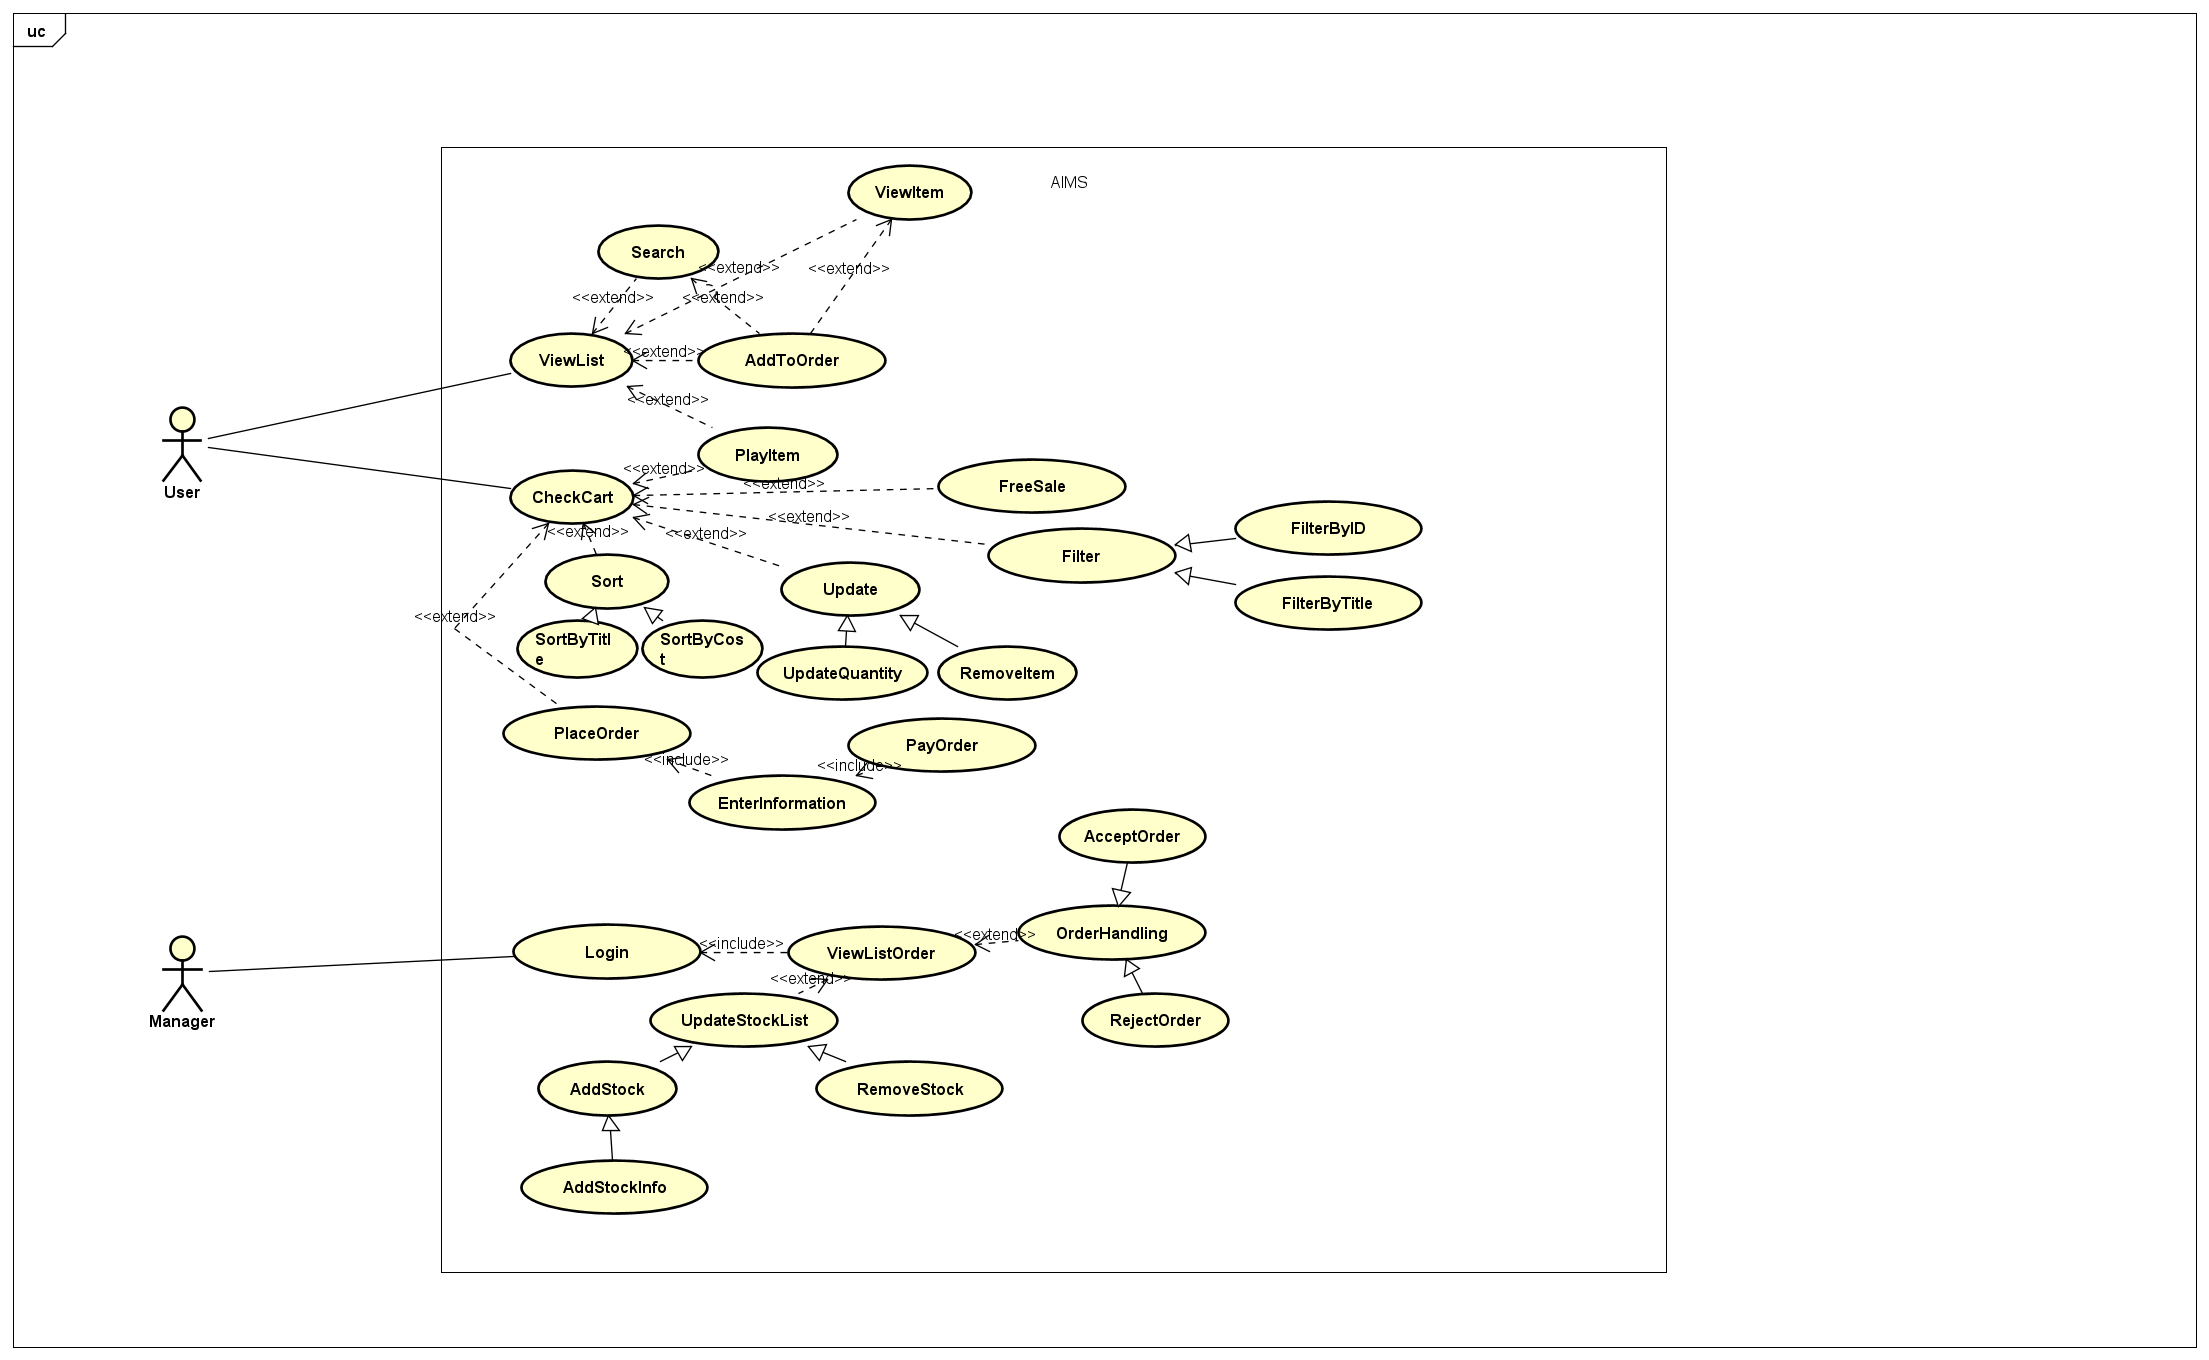 uc
AIMS
ViewItem
Search
<<extend>>
<<extend>>
<<extend>>
<<extend>>
ViewList
<<extend>>
AddToOrder
<<extend>>
User
PlayItem
<<extend>>
<<extend>>
FreeSale
CheckCart
<<extend>>
FilterByID
<<extend>>
<<extend>>
Filter
Sort
Update
FilterByTitle
<<extend>>
SortByTitl
e
SortByCos
t
UpdateQuantity
RemoveItem
PlaceOrder
PayOrder
<<include>>
<<include>>
EnterInformation
AcceptOrder
Login
<<include>>
ViewListOrder
<<extend>>
OrderHandling
<<extend>>
Manager
UpdateStockList
RejectOrder
AddStock
RemoveStock
AddStockInfo